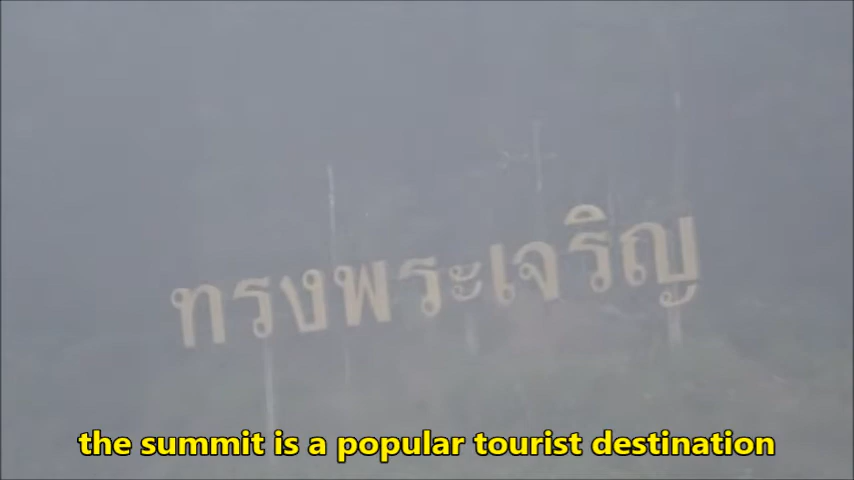 ทรงพระเจริญ
the summit is a popular tourist destination